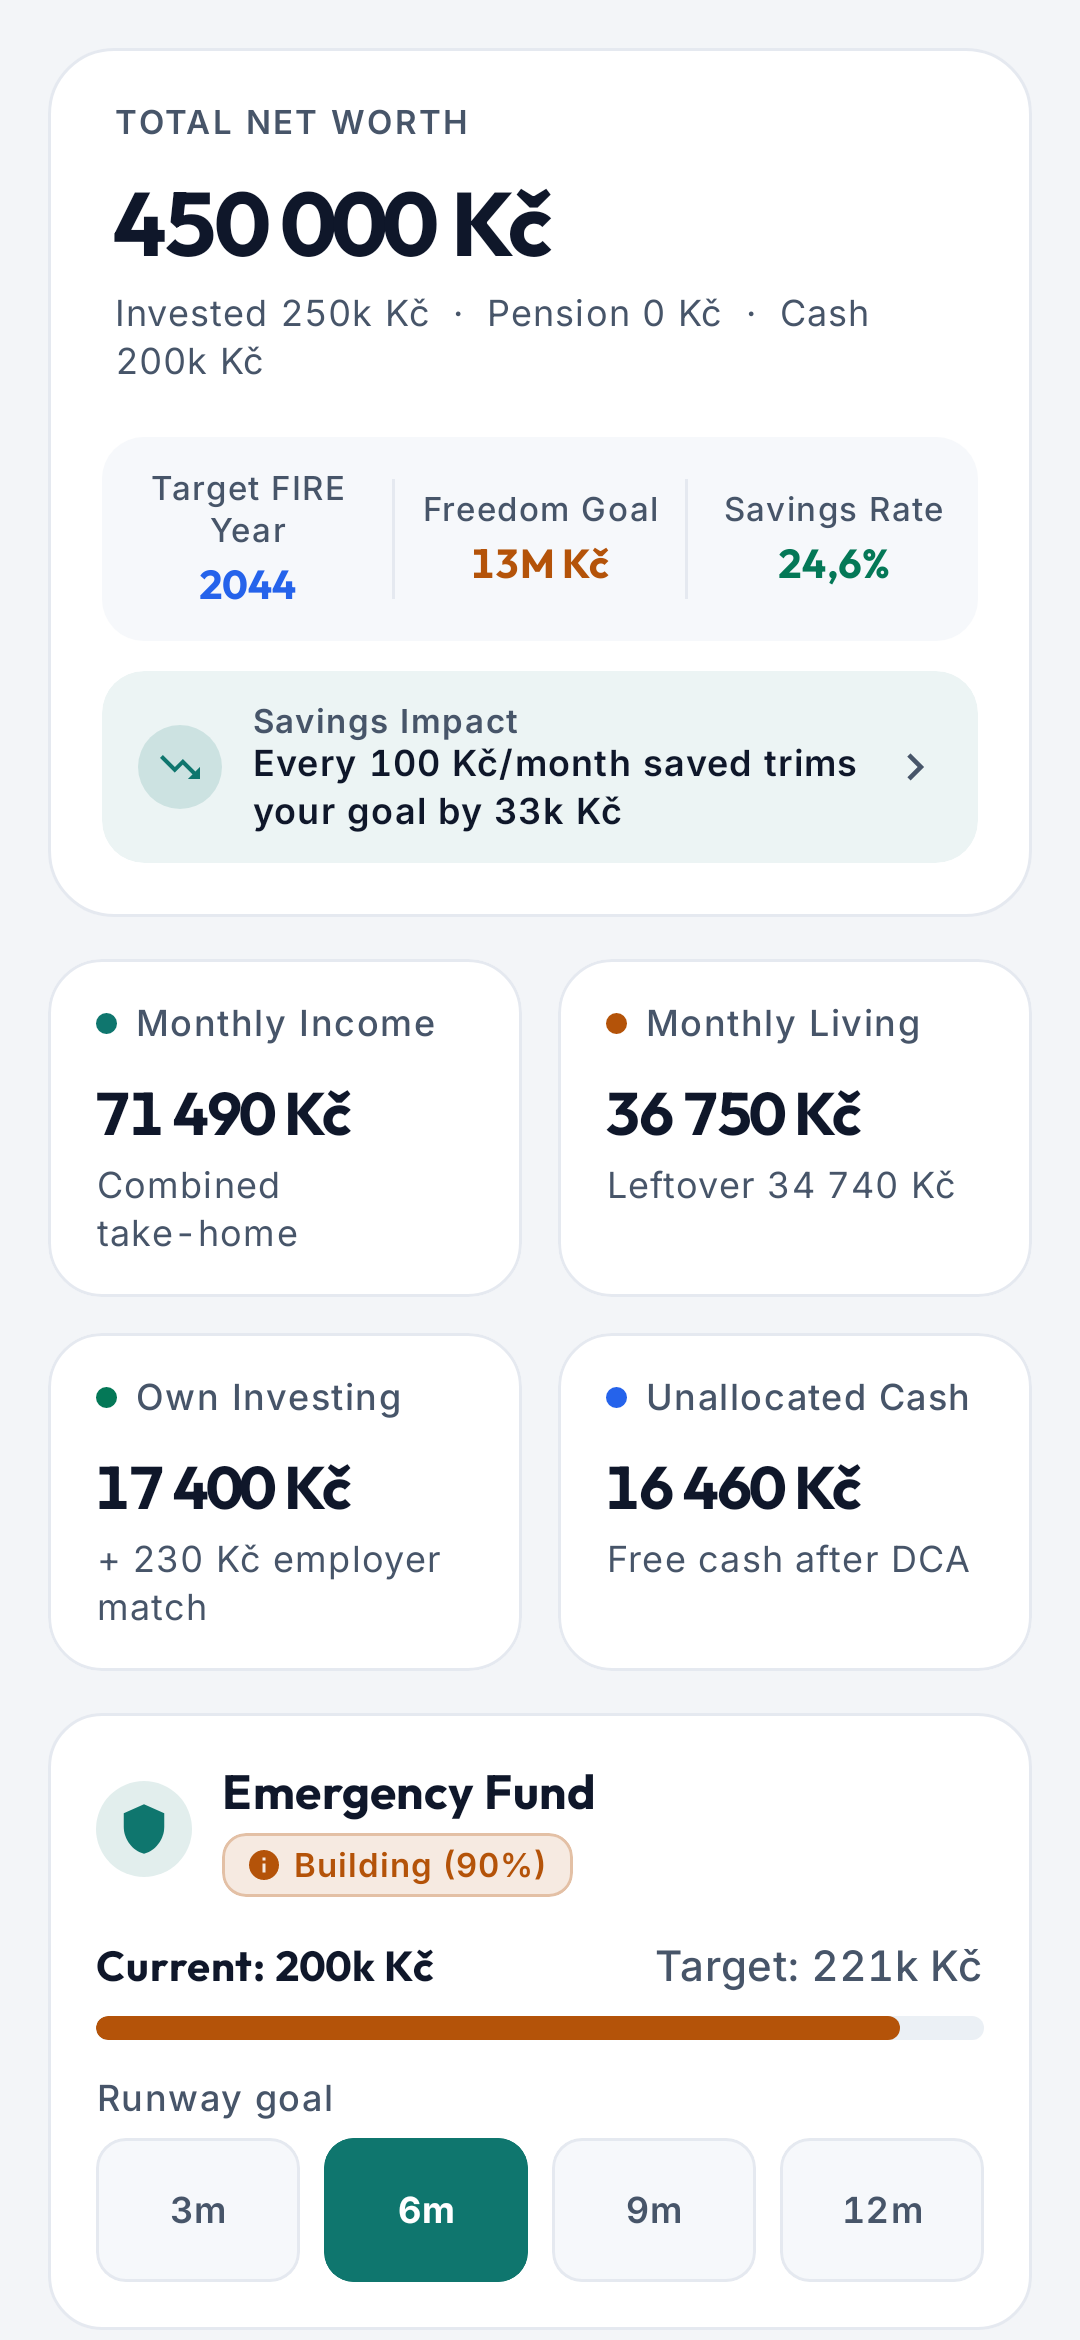 TOTAL NET WORTH
450 000 Kč
Invested 250k Kč · Pension 0 Kč · Cash
200k Kč
Target FIRE
Year
2044
Freedom Goal
13M Kč
Savings Rate
24,6%
Savings Impact
Every 100 Kč/month saved trims
your goal by 33k Kč
Monthly Income
71 490 Kč
Combined
take-home
Monthly Living
36 750 Kč
Leftover 34 740 Kč
Own Investing
17 400 Kč
+ 230 Kč employer
match
Unallocated Cash
16 460 Kč
Free cash after DCA
Emergency Fund
Building (90%)
Current: 200k Kč
Target: 221k Kč
Runway goal
3m
6m
9m
12m